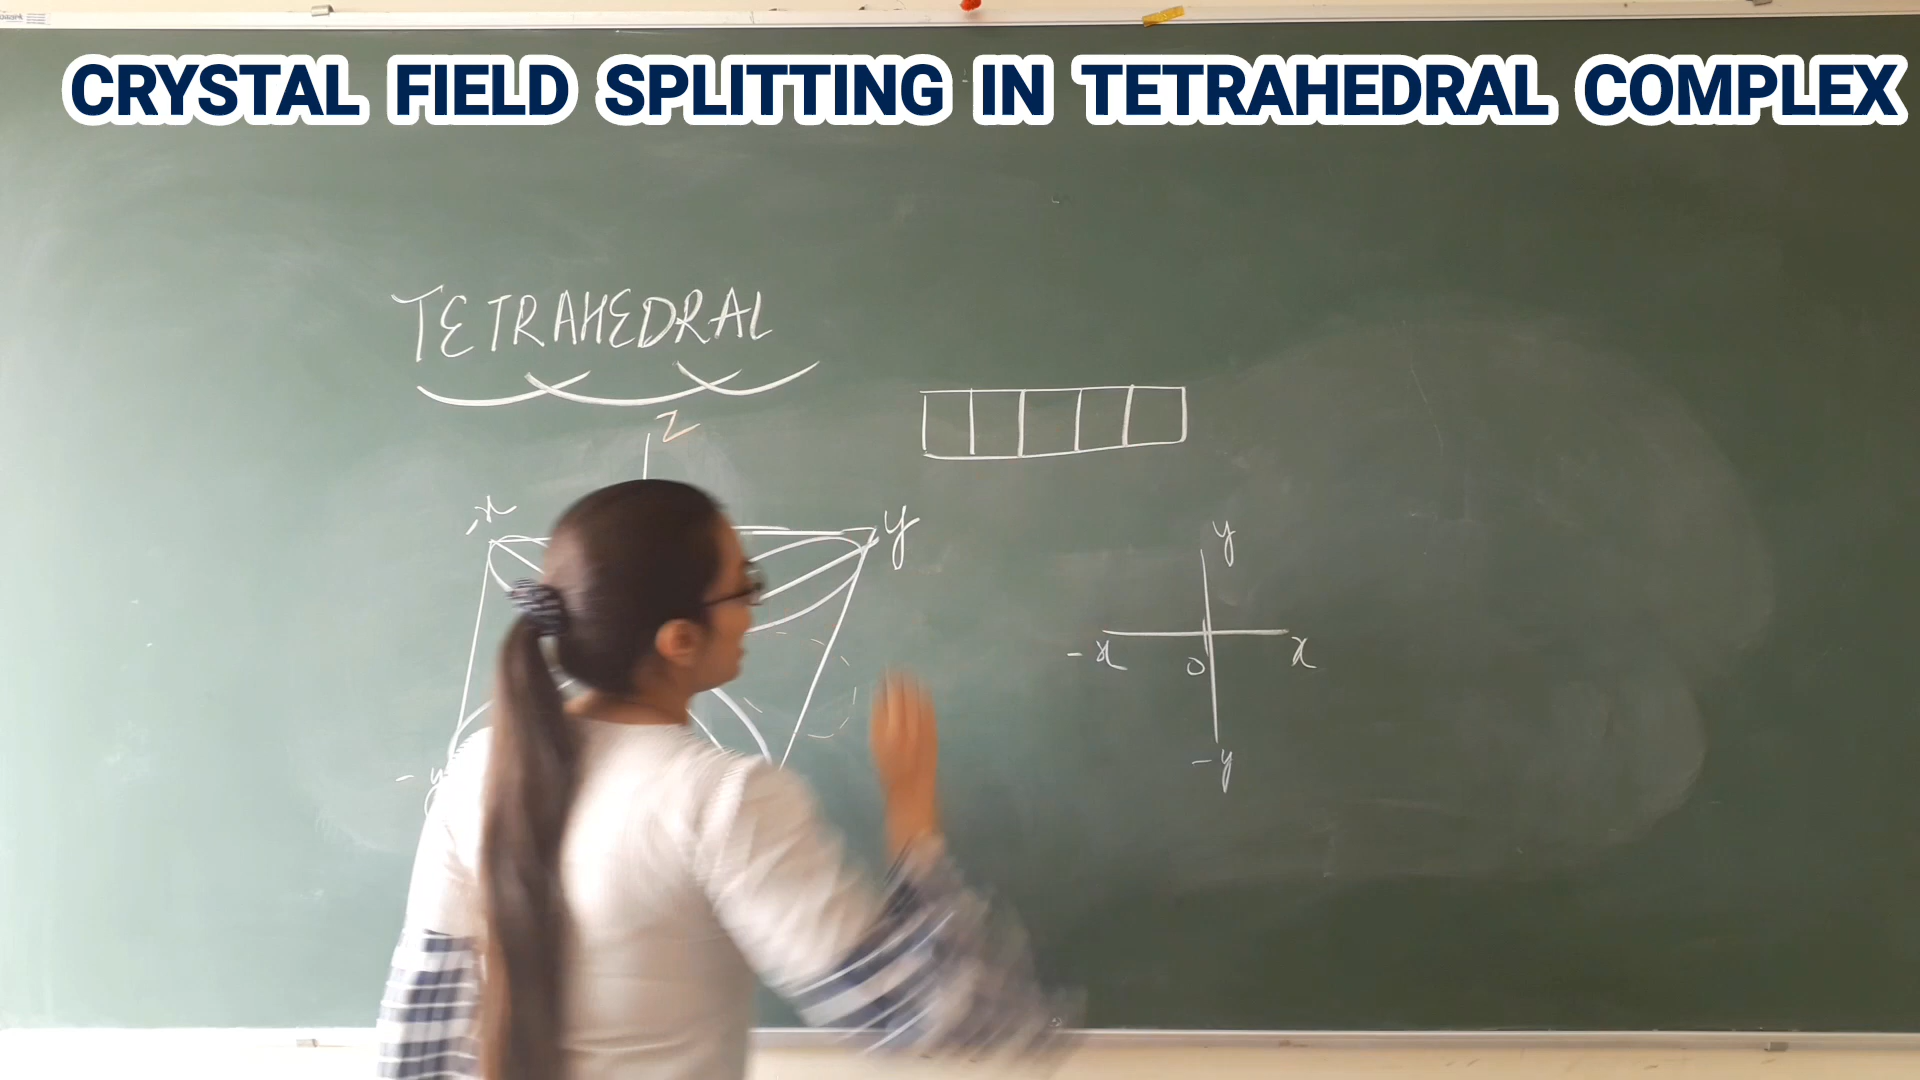 CRYSTAL FIELD SPLITTING IN TETRAHEDRAL COMPLEX
TETRAHEDRAL
z
-x
y
-y
y
-x
o
x
-y